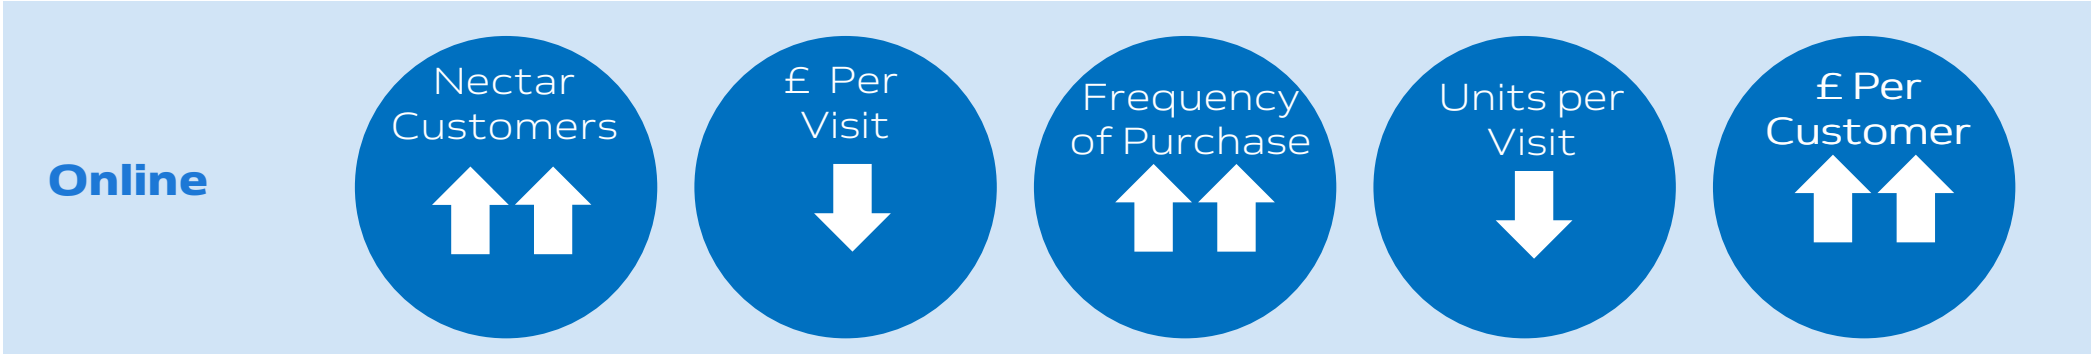 Online
Nectar
Customers
£ Per
Visit
Frequency
of Purchase
Units per
Visit
£ Per
Customer